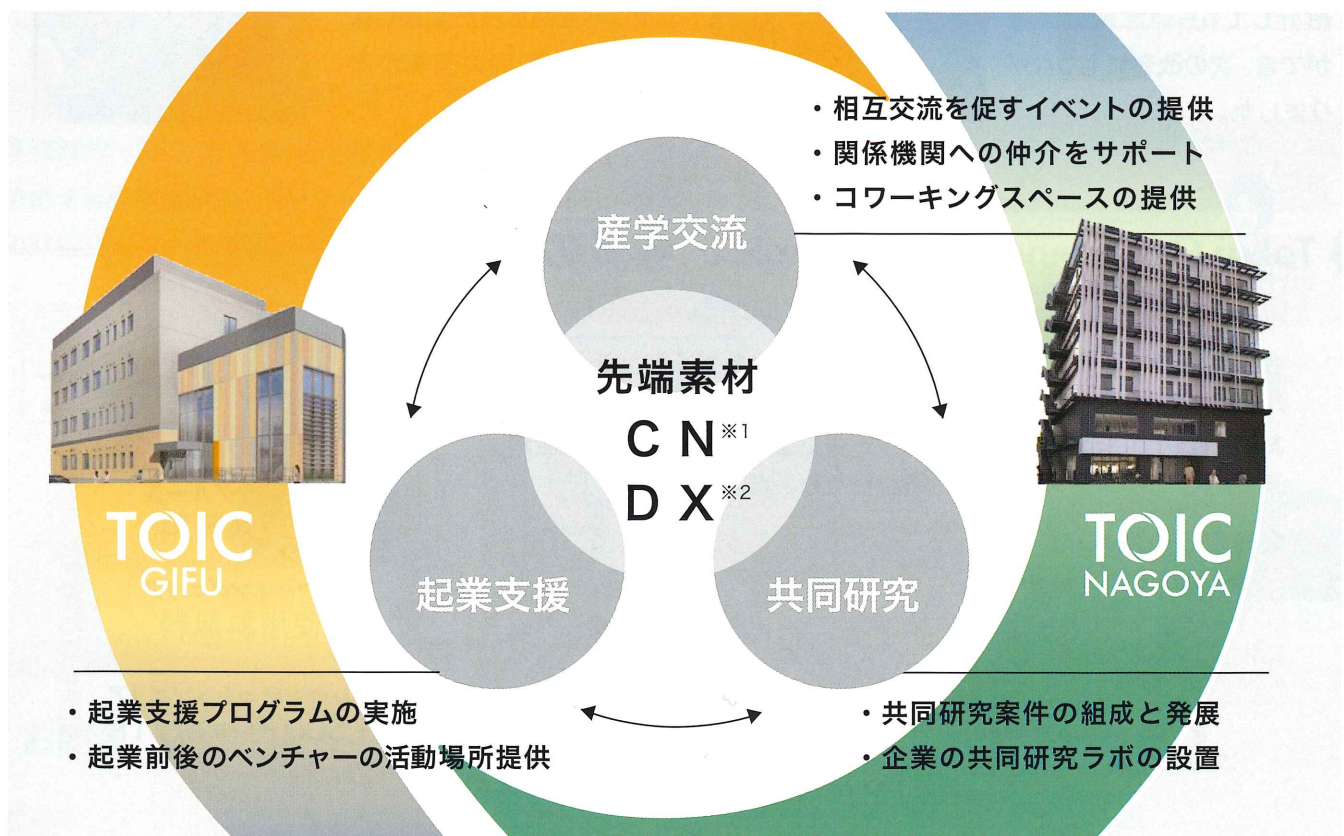 ・相互交流を促すイベントの提供
・関係機関への仲介をサポート
・コワーキングスペースの提供
産学交流
先端素材
C N※1
D X※2
TOIC
GIFU
TOIC
NAGOYA
起業支援
共同研究
・起業支援プログラムの実施
・起業前後のベンチャーの活動場所提供
・共同研究案件の組成と発展
・企業の共同研究ラボの設置